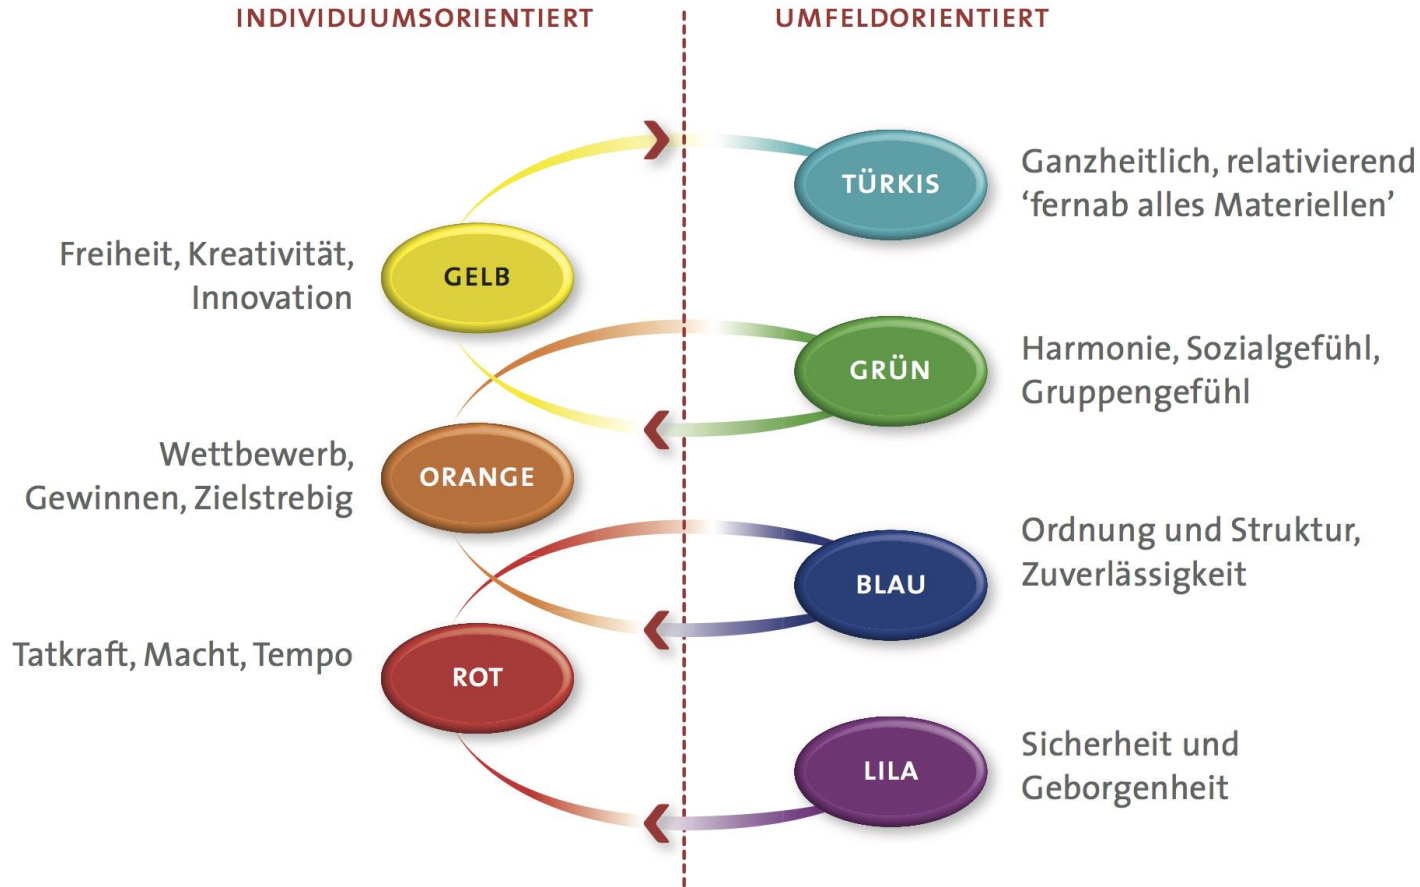 INDIVIDUUMSORIENTIERT
UMFELDORIENTIERT
TÜRKIS
Ganzheitlich, relativierend
‘fernab alles Materiellen’
Freiheit, Kreativität,
Innovation
GELB
GRÜN
Harmonie, Sozialgefühl,
Gruppengefühl
Wettbewerb,
Gewinnen, Zielstrebig
ORANGE
BLAU
Ordnung und Struktur,
Zuverlässigkeit
Tatkraft, Macht, Tempo
ROT
LILA
Sicherheit und
Geborgenheit